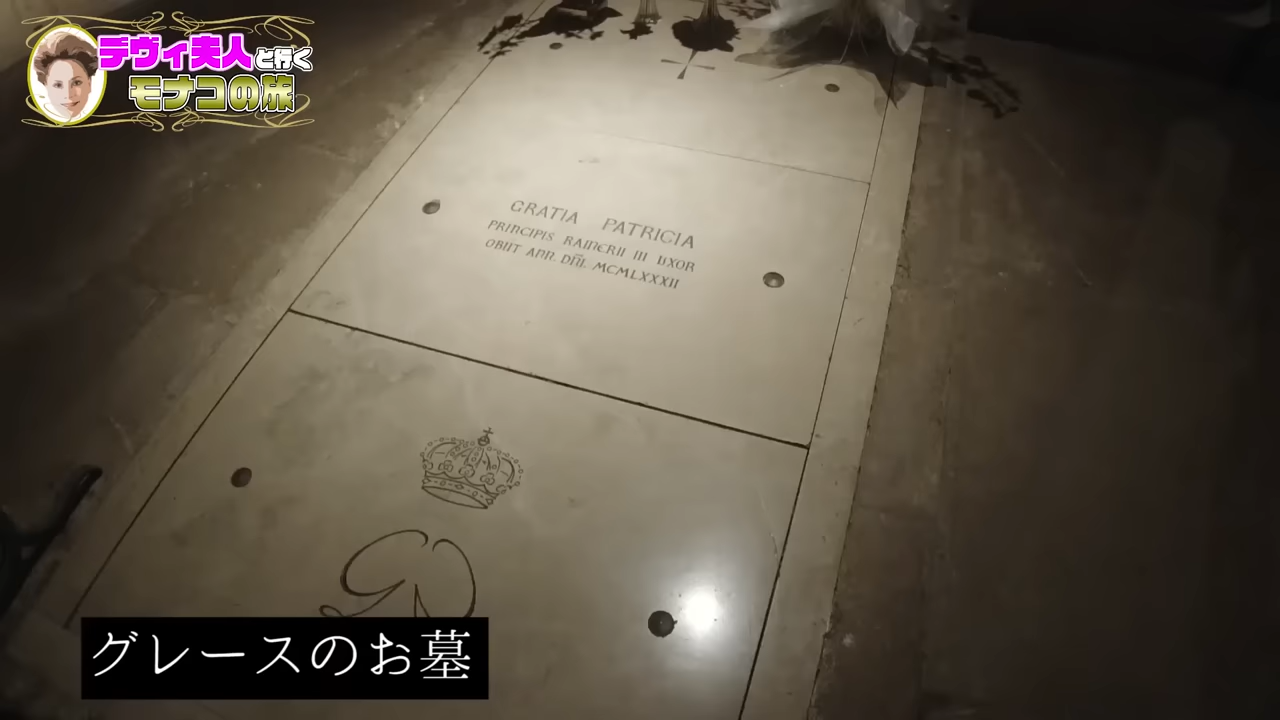 デヴィ夫人と行く
モナコの旅
GRATIA PATRICIA
PRINCIPIS RAINERII III UXOR
OBIIT ANN. DNI. MCMLXXXII
グレースのお墓